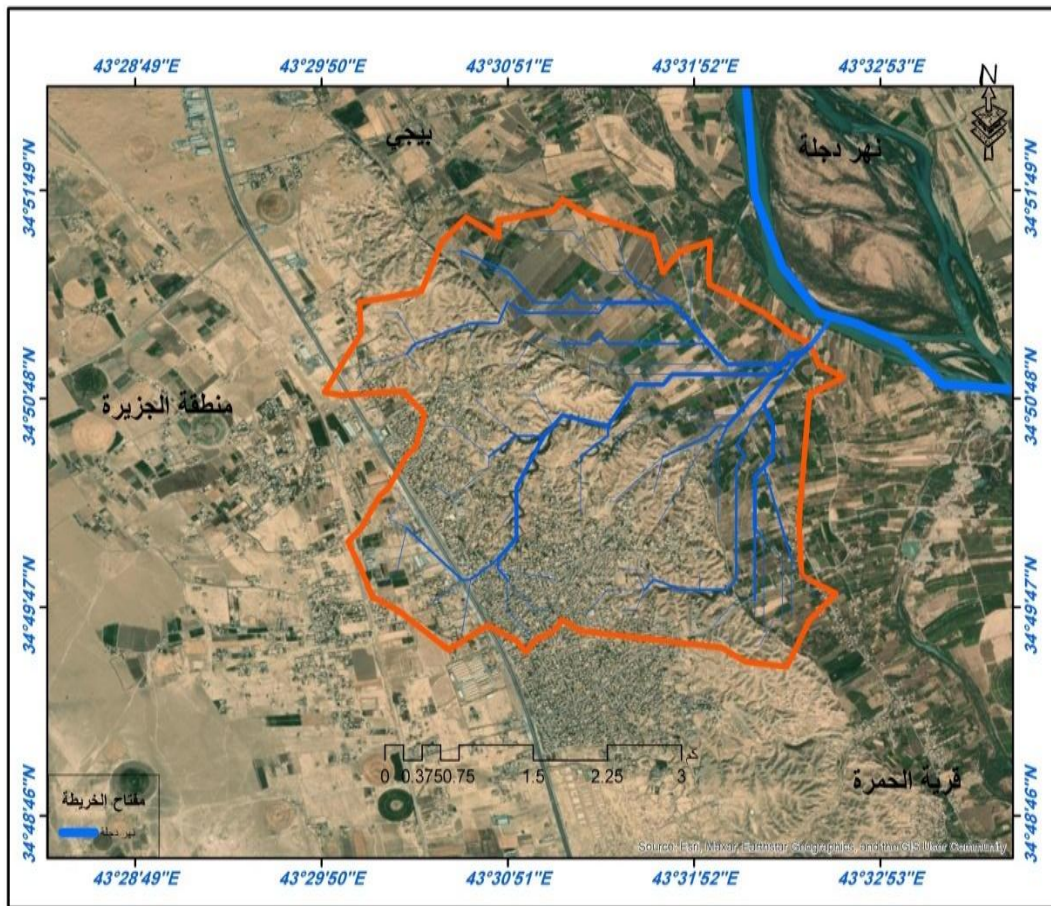 43°28'49"E 43°29'50"E 43°30'51"E 43°31'52"E 43°32'53"E
N
بيجي
نهر دجلة
34°51'49"N 34°51'49"N
منطقة الجزيرة
34°50'48"N 34°50'48"N
34°49'47"N 34°49'47"N
كم
0 0.375 0.75 1.5 2.25 3
قرية الحمرة
34°48'46"N 34°48'46"N
مفتاح الخريطة
نهر دجلة
Source: Esri, Maxar, Earthstar Geographics, and the GIS User Community
43°28'49"E 43°29'50"E 43°30'51"E 43°31'52"E 43°32'53"E